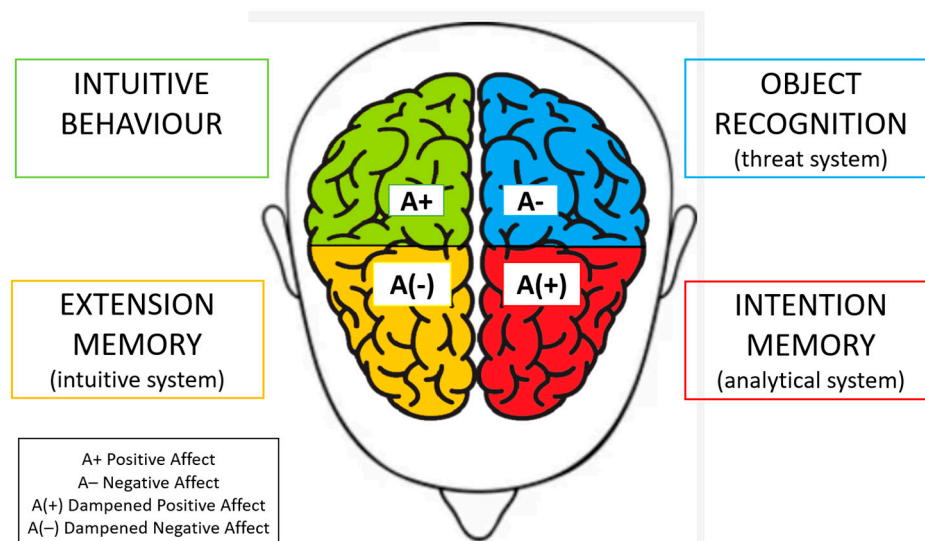 INTUITIVE
BEHAVIOUR
OBJECT
RECOGNITION
(threat system)
A+
A-
A(-)
A(+)
EXTENSION
MEMORY
(intuitive system)
INTENTION
MEMORY
(analytical system)
A+ Positive Affect
A− Negative Affect
A(+) Dampened Positive Affect
A(−) Dampened Negative Affect